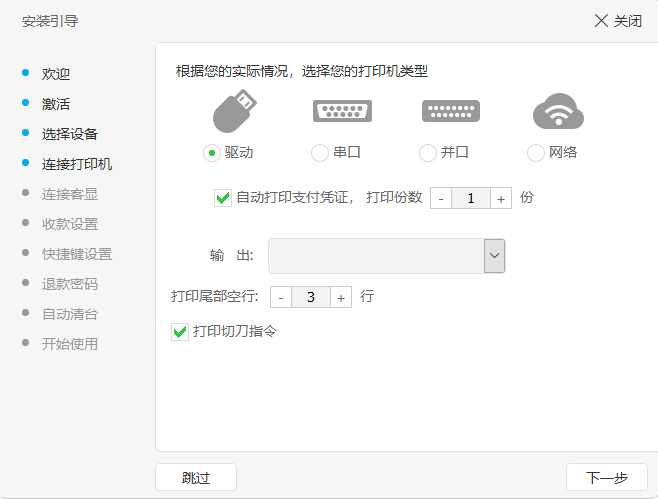 安装引导
关闭
欢迎
激活
选择设备
连接打印机
连接客显
收款设置
快捷键设置
退款密码
自动清台
开始使用
根据您的实际情况，选择您的打印机类型
驱动 串口 并口 网络
自动打印支付凭证， 打印份数 - 1 + 份
输 出:
打印尾部空行: - 3 + 行
打印切刀指令
跳过
下一步